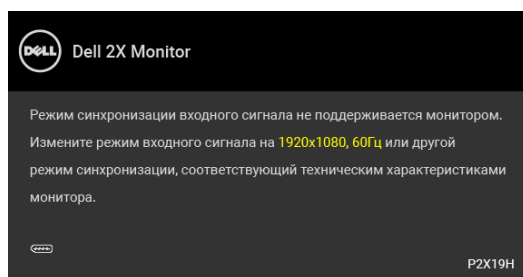 DELL Dell 2X Monitor
Режим синхронизации входного сигнала не поддерживается монитором.
Измените режим входного сигнала на 1920x1080, 60Гц или другой
режим синхронизации, соответствующий техническим характеристиками
монитора.
P2X19H